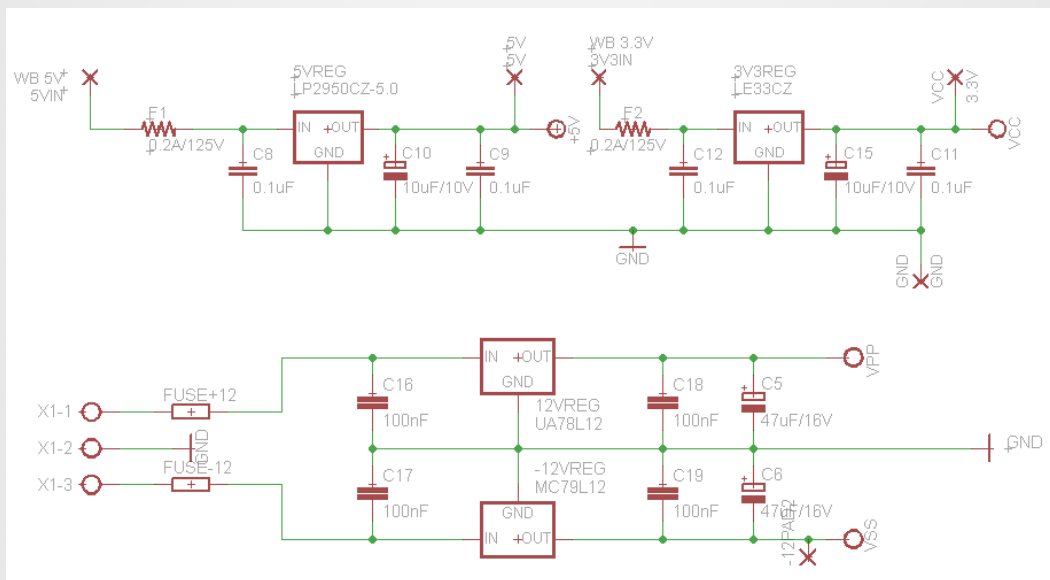 WB 5V
5VIN
F1
0.2A/125V
C8
0.1uF
5VREG
LP2950CZ-5.0
IN
+OUT
GND
C10
10uF/10V
C9
0.1uF
5V
5V
+5V
WB 3.3V
3V3IN
F2
0.2A/125V
C12
0.1uF
3V3REG
LE33CZ
IN
+OUT
GND
C15
10uF/10V
C11
0.1uF
VCC
3.3V
VCC
GND
GND
GND
X1-1
X1-2
X1-3
FUSE+12
GND
FUSE-12
C16
100nF
C17
100nF
IN
+OUT
GND
12VREG
UA78L12
-12VREG
MC79L12
GND
IN
+OUT
C18
100nF
C19
100nF
C5
47uF/16V
C6
47uF/16V
-12PAD2
VPP
GND
VSS